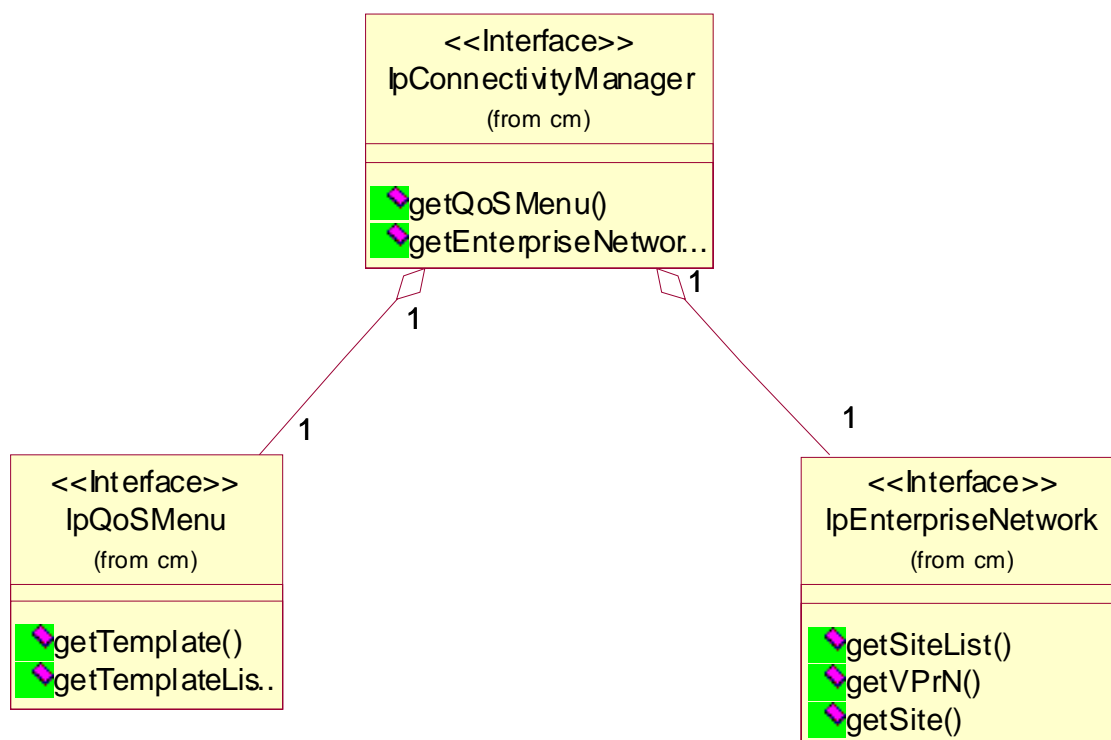 <<Interface>>
IpConnectivityManager
(from cm)
getQoSMenu()
getEnterpriseNetwor...
1
1
1
1
<<Interface>>
IpQoSMenu
(from cm)
getTemplate()
getTemplateLis..
<<Interface>>
IpEnterpriseNetwork
(from cm)
getSiteList()
getVPrN()
getSite()